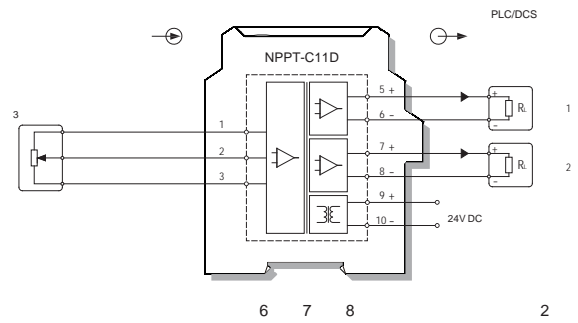 PLC/DCS
NPPT-C11D
3
1
2
3
5 +
6 -
7 +
8 -
9 +
10 -
24V DC
+
RL
-
1
+
RL
-
2
6 7 8 2